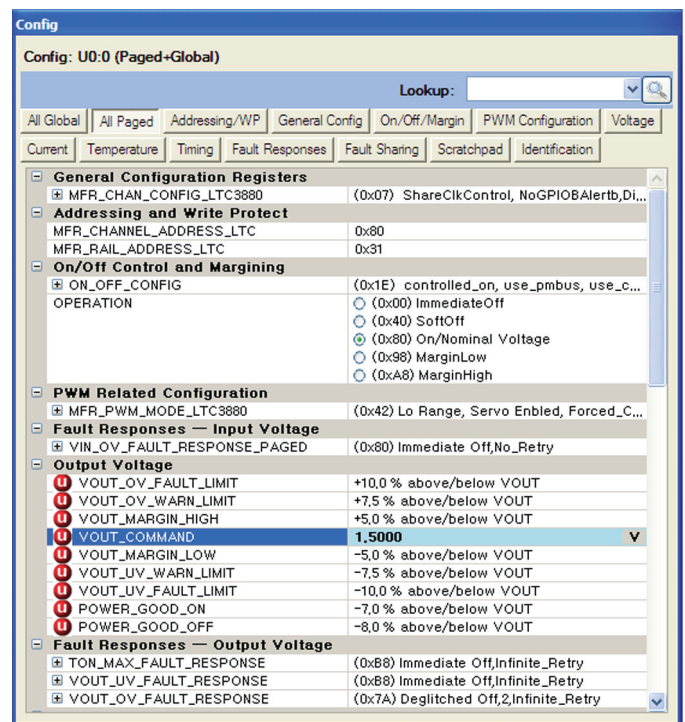 Config
Config: U0:0 (Paged+Global)
Lookup:
All Global All Paged Addressing/WP General Config On/Off/Margin PWM Configuration Voltage
Current Temperature Timing Fault Responses Fault Sharing Scratchpad Identification
General Configuration Registers
MFR_CHAN_CONFIG_LTC3880 (0x07) ShareClkControl, NoGPIOBAlertb,Di...
Addressing and Write Protect
MFR_CHANNEL_ADDRESS_LTC 0x80
MFR_RAIL_ADDRESS_LTC 0x31
On/Off Control and Margining
ON_OFF_CONFIG (0x1E) controlled_on, use_pmbus, use_c...
OPERATION (0x00) ImmediateOff
(0x40) SoftOff
(0x80) On/Nominal Voltage
(0x98) MarginLow
(0xA8) MarginHigh
PWM Related Configuration
MFR_PWM_MODE_LTC3880 (0x42) Lo Range, Servo Enbled, Forced_C...
Fault Responses — Input Voltage
VIN_OV_FAULT_RESPONSE_PAGED (0x80) Immediate Off,No_Retry
Output Voltage
u VOUT_OV_FAULT_LIMIT +10,0 % above/below VOUT
u VOUT_OV_WARN_LIMIT +7,5 % above/below VOUT
u VOUT_MARGIN_HIGH +5,0 % above/below VOUT
u VOUT_COMMAND 1,5000 V
u VOUT_MARGIN_LOW −5,0 % above/below VOUT
u VOUT_UV_WARN_LIMIT −7,5 % above/below VOUT
u VOUT_UV_FAULT_LIMIT −10,0 % above/below VOUT
u POWER_GOOD_ON −7,0 % above/below VOUT
u POWER_GOOD_OFF −8,0 % above/below VOUT
Fault Responses — Output Voltage
TON_MAX_FAULT_RESPONSE (0xB8) Immediate Off,Infinite_Retry
VOUT_UV_FAULT_RESPONSE (0xB8) Immediate Off,Infinite_Retry
VOUT_OV_FAULT_RESPONSE (0x7A) Deglitched Off,2,Infinite_Retry